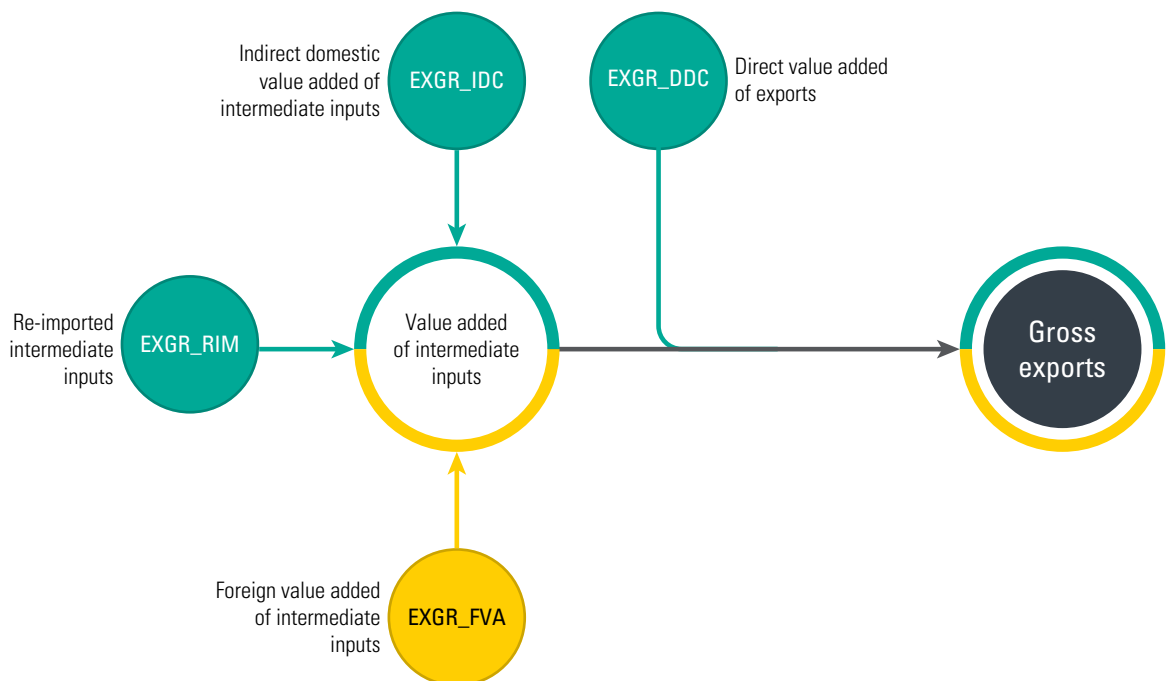 Indirect domestic
value added of
intermediate inputs
EXGR_IDC
EXGR_DDC
Direct value added
of exports
Re-imported
intermediate
inputs
EXGR_RIM
Value added
of intermediate
inputs
Gross
exports
Foreign value added
of intermediate
inputs
EXGR_FVA